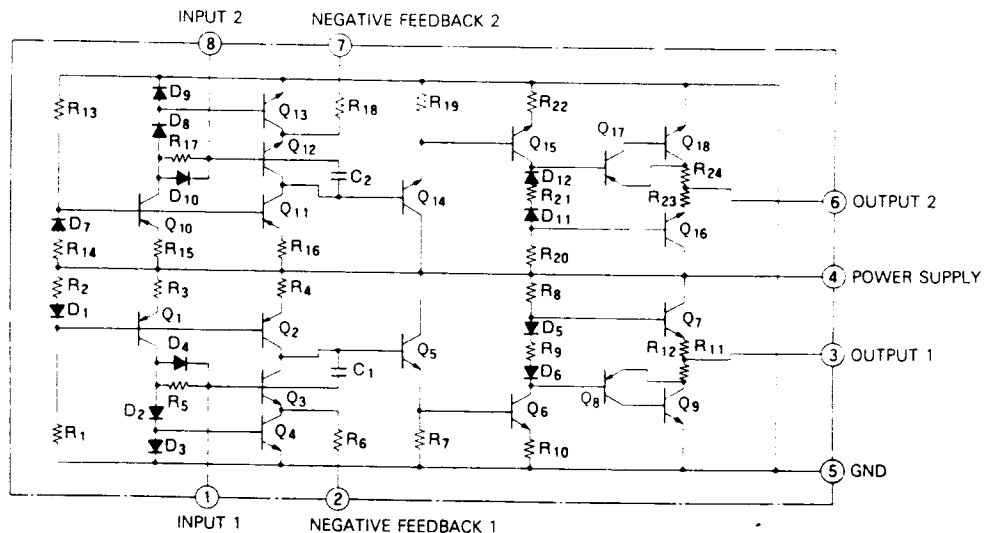 INPUT 2 NEGATIVE FEEDBACK 2
8 7
D9
R13 Q13 R18 R19 R22
D8 Q12 Q15 Q17 Q18
R17 C2 D12 R24
D10 Q14 R21 R23
D7 Q10 Q11 D11 Q16 6 OUTPUT 2
R14 R15 R16 R20
4 POWER SUPPLY
R2 R3 R4 R8
D1 Q1 Q2 D5 Q7
D4 Q5 R9 R12 R11 3 OUTPUT 1
R5 C1 D6
D2 Q3 Q6 Q8 Q9
R1 D3 Q4 R6 R7 R10
5 GND
1 2
INPUT 1 NEGATIVE FEEDBACK 1